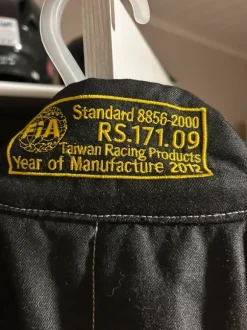 FiA
Standard 8856-2000
RS.171.09
Taiwan Racing Products
Year of Manufacture 2012